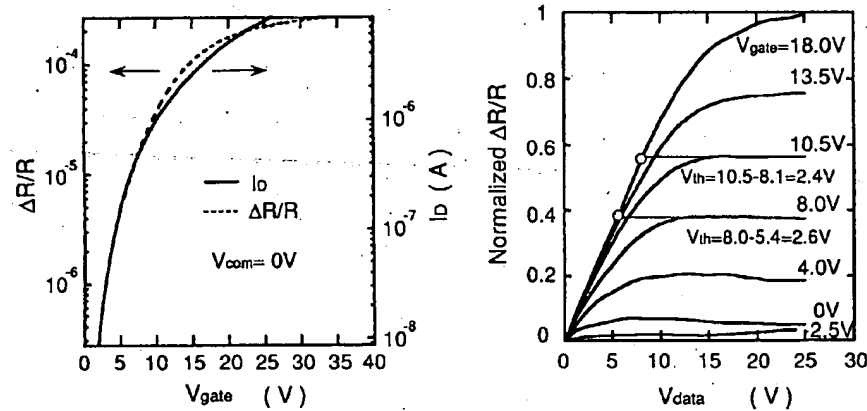 ΔR/R
10⁻⁴
10⁻⁵
10⁻⁶
I_D
ΔR/R
V_com= 0V
0 5 10 15 20 25 30 35 40
V_gate ( V )
10⁻⁶
10⁻⁷
10⁻⁸
I_D ( A )
Normalized ΔR/R
1
0.8
0.6
0.4
0.2
0
V_gate=18.0V
13.5V
10.5V
V_th=10.5-8.1=2.4V
8.0V
V_th=8.0-5.4=2.6V
4.0V
0V
-2.5V
0 5 10 15 20 25 30
V_data ( V )